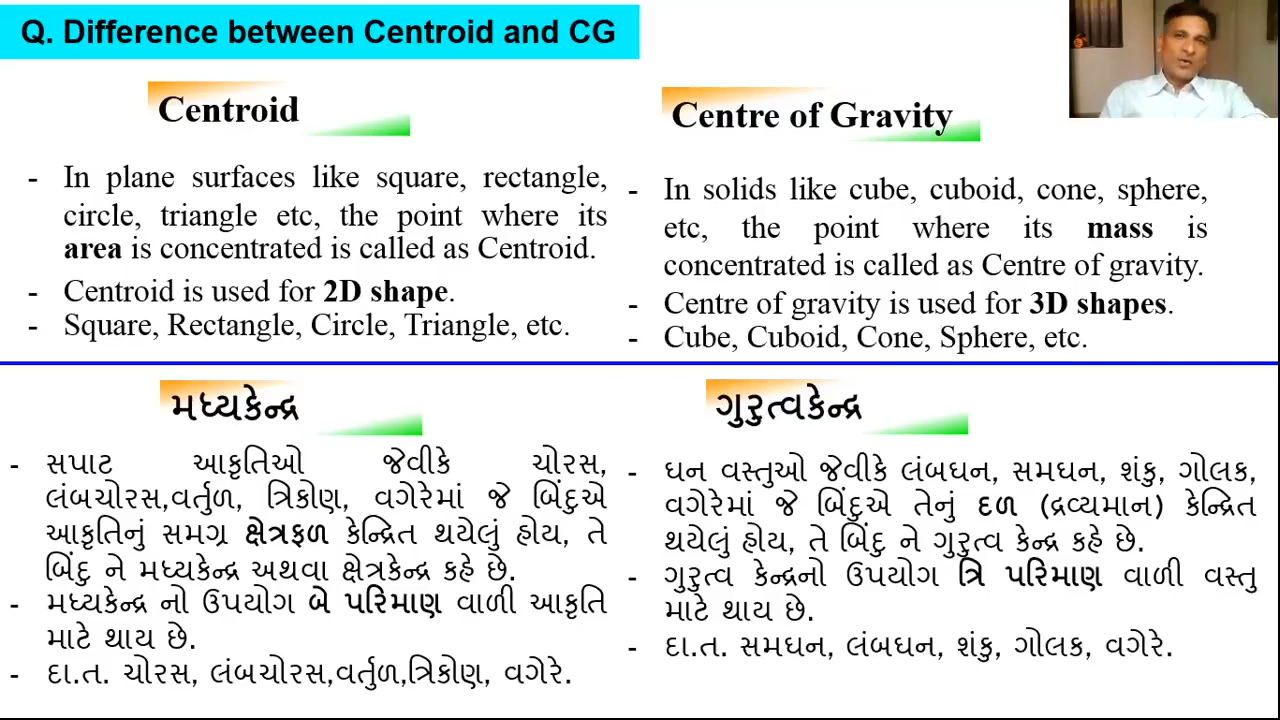 Q. Difference between Centroid and CG
Centroid
- In plane surfaces like square, rectangle,
circle, triangle etc, the point where its
area is concentrated is called as Centroid.
- Centroid is used for 2D shape.
- Square, Rectangle, Circle, Triangle, etc.
Centre of Gravity
- In solids like cube, cuboid, cone, sphere,
etc, the point where its mass is
concentrated is called as Centre of gravity.
- Centre of gravity is used for 3D shapes.
- Cube, Cuboid, Cone, Sphere, etc.
મધ્યકેન્દ્ર
- સપાટ આકૃતિઓ જેવીકે ચોરસ,
લંબચોરસ,વર્તુળ, ત્રિકોણ, વગેરેમાં જે બિંદુએ
આકૃતિનું સમગ્ર ક્ષેત્રફળ કેન્દ્રિત થયેલું હોય, તે
બિંદુ ને મધ્યકેન્દ્ર અથવા ક્ષેત્રકેન્દ્ર કહે છે.
- મધ્યકેન્દ્ર નો ઉપયોગ બે પરિમાણ વાળી આકૃતિ
માટે થાય છે.
- દા.ત. ચોરસ, લંબચોરસ,વર્તુળ,ત્રિકોણ, વગેરે.
ગુરુત્વકેન્દ્ર
- ઘન વસ્તુઓ જેવીકે લંબઘન, સમઘન, શંકુ, ગોલક,
વગેરેમાં જે બિંદુએ તેનું દળ (દ્રવ્યમાન) કેન્દ્રિત
થયેલું હોય, તે બિંદુ ને ગુરુત્વ કેન્દ્ર કહે છે.
- ગુરુત્વ કેન્દ્રનો ઉપયોગ ત્રિ પરિમાણ વાળી વસ્તુ
માટે થાય છે.
- દા.ત. સમઘન, લંબઘન, શંકુ, ગોલક, વગેરે.